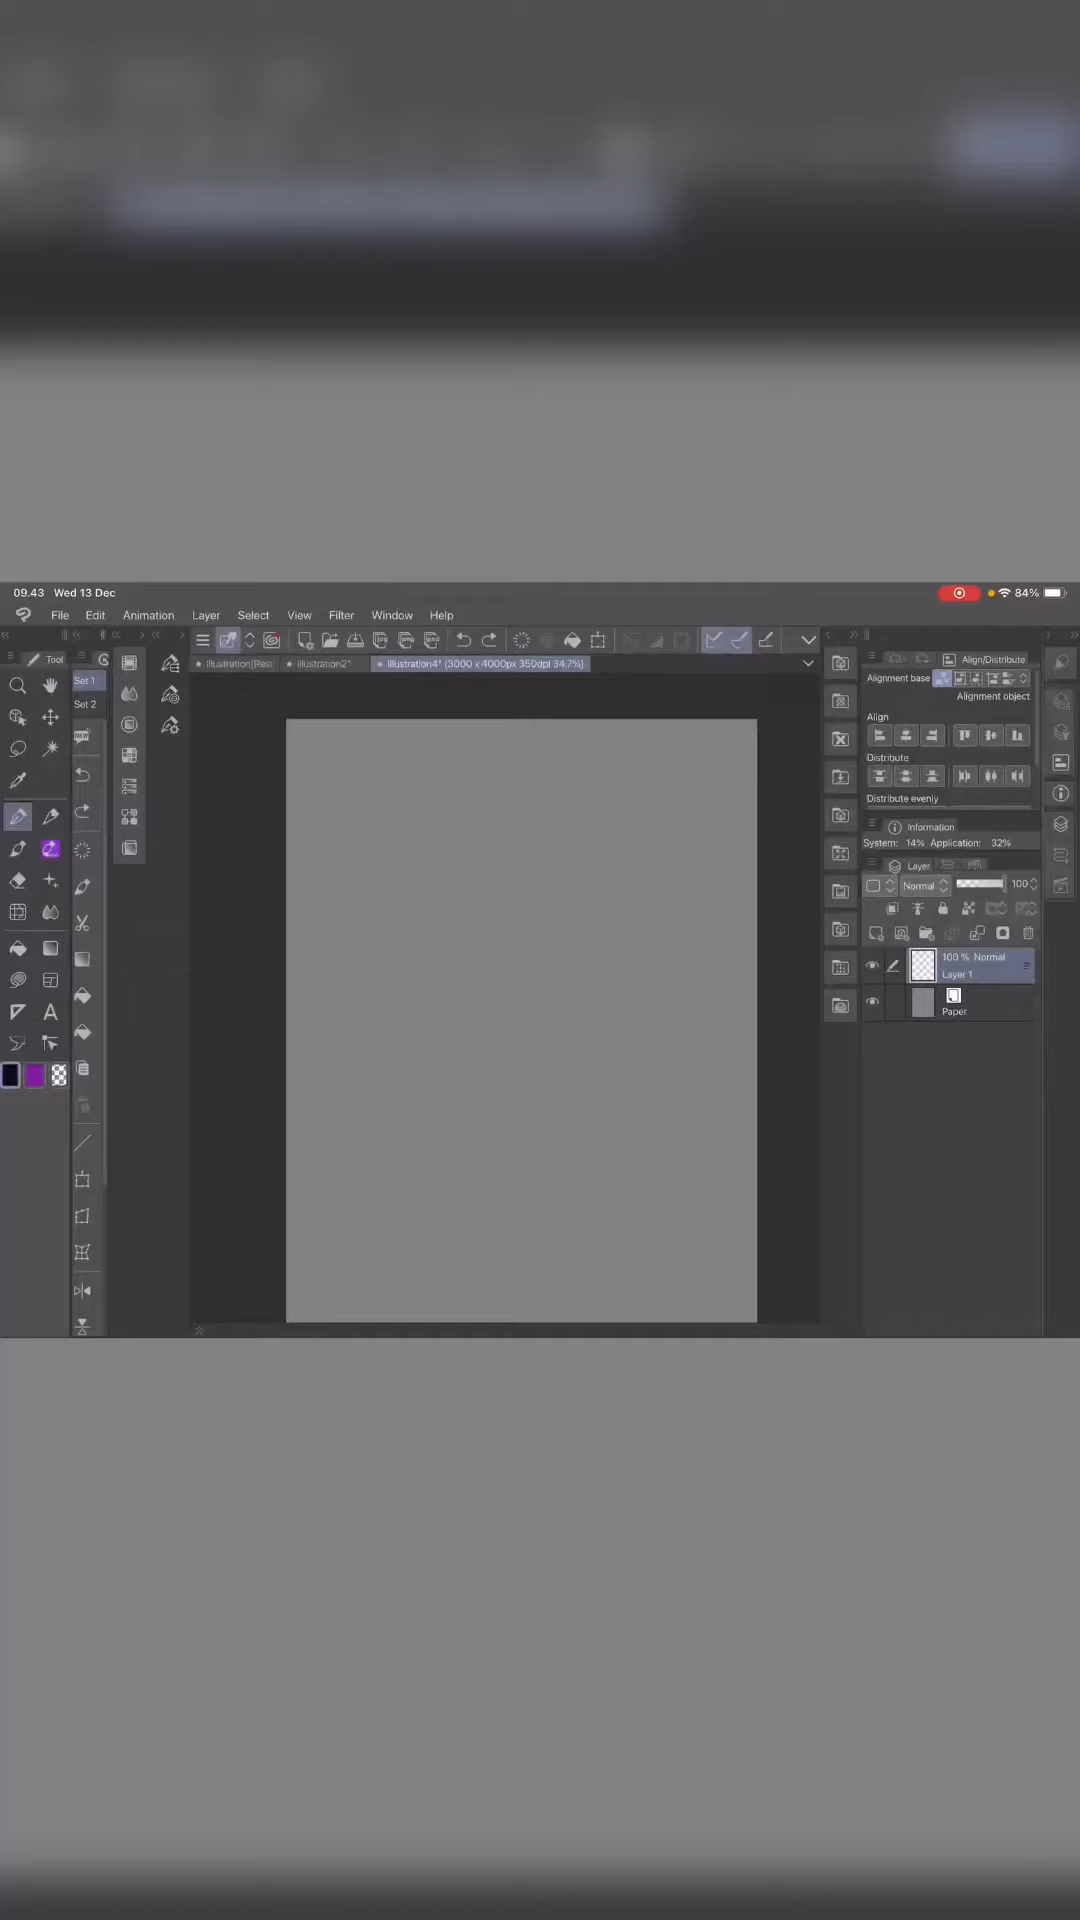 09.43 Wed 13 Dec
84%
File Edit Animation Layer Select View Filter Window Help
Tool
Illustration2*
Illustration4* (3000 x 4000px 350dpi 34.7%)
Set 1
Set 2
Align/Distribute
Alignment base
Alignment object
Align
Distribute
Distribute evenly
Information
System: 14% Application: 32%
Layer
Normal 100
100 % Normal
Layer 1
Paper